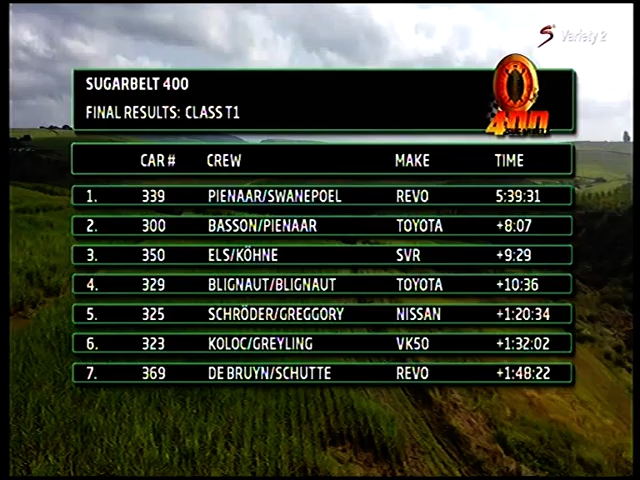 S Variety 2
SUGARBELT 400
FINAL RESULTS: CLASS T1
400
CAR # CREW MAKE TIME
1. 339 PIENAAR/SWANEPOEL REVO 5:39:31
2. 300 BASSON/PIENAAR TOYOTA +8:07
3. 350 ELS/KÖHNE SVR +9:29
4. 329 BLIGNAUT/BLIGNAUT TOYOTA +10:36
5. 325 SCHRÖDER/GREGGORY NISSAN +1:20:34
6. 323 KOLOC/GREYLING VK50 +1:32:02
7. 369 DE BRUYN/SCHUTTE REVO +1:48:22